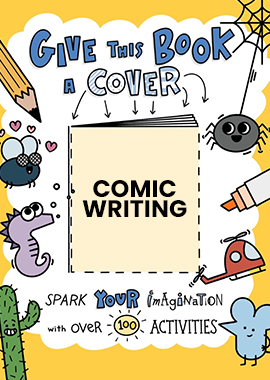 GIVE THIS BOOK
A COVER
COMIC
WRITING
SPARK YOUR IMAGINATION
with OVER 100 ACTIVITIES